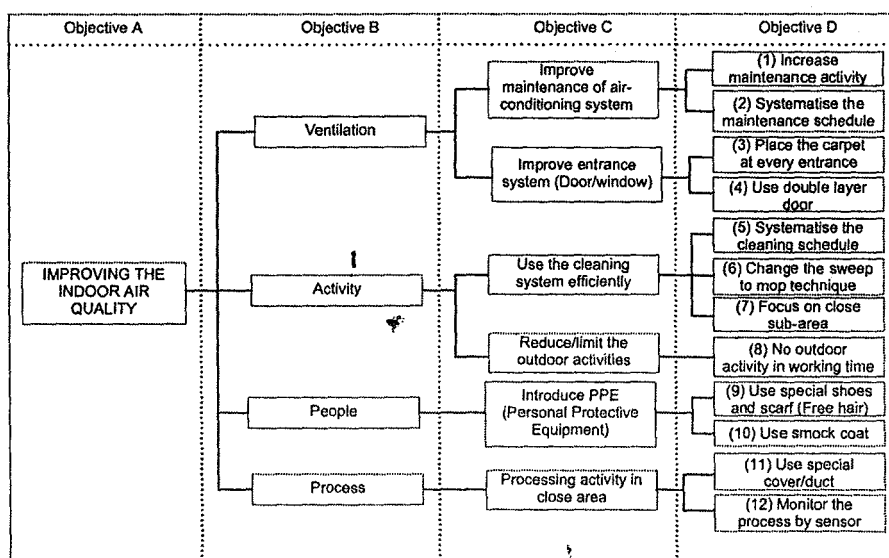 Objective A
Objective B
Objective C
Objective D
IMPROVING THE
INDOOR AIR
QUALITY
Ventilation
Activity
People
Process
Improve
maintenance of air-
conditioning system
Improve entrance
system (Door/window)
Use the cleaning
system efficiently
Reduce/limit the
outdoor activities
Introduce PPE
(Personal Protective
Equipment)
Processing activity in
close area
(1) Increase
maintenance activity
(2) Systematise the
maintenance schedule
(3) Place the carpet
at every entrance
(4) Use double layer
door
(5) Systematise the
cleaning schedule
(6) Change the sweep
to mop technique
(7) Focus on close
sub-area
(8) No outdoor
activity in working time
(9) Use special shoes
and scarf (Free hair)
(10) Use smock coat
(11) Use special
cover/duct
(12) Monitor the
process by sensor